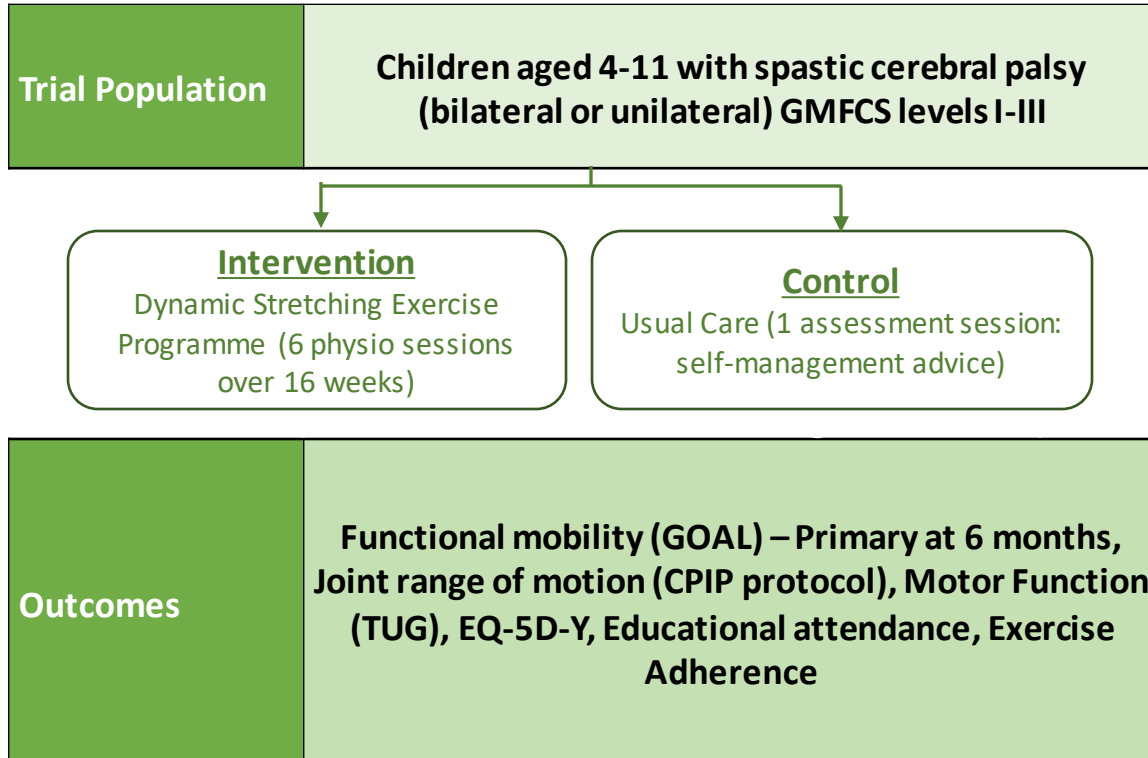 Trial Population
Children aged 4-11 with spastic cerebral palsy
(bilateral or unilateral) GMFCS levels I-III
Intervention
Dynamic Stretching Exercise
Programme (6 physio sessions
over 16 weeks)
Control
Usual Care (1 assessment session:
self-management advice)
Outcomes
Functional mobility (GOAL) – Primary at 6 months,
Joint range of motion (CPIP protocol), Motor Function
(TUG), EQ-5D-Y, Educational attendance, Exercise
Adherence